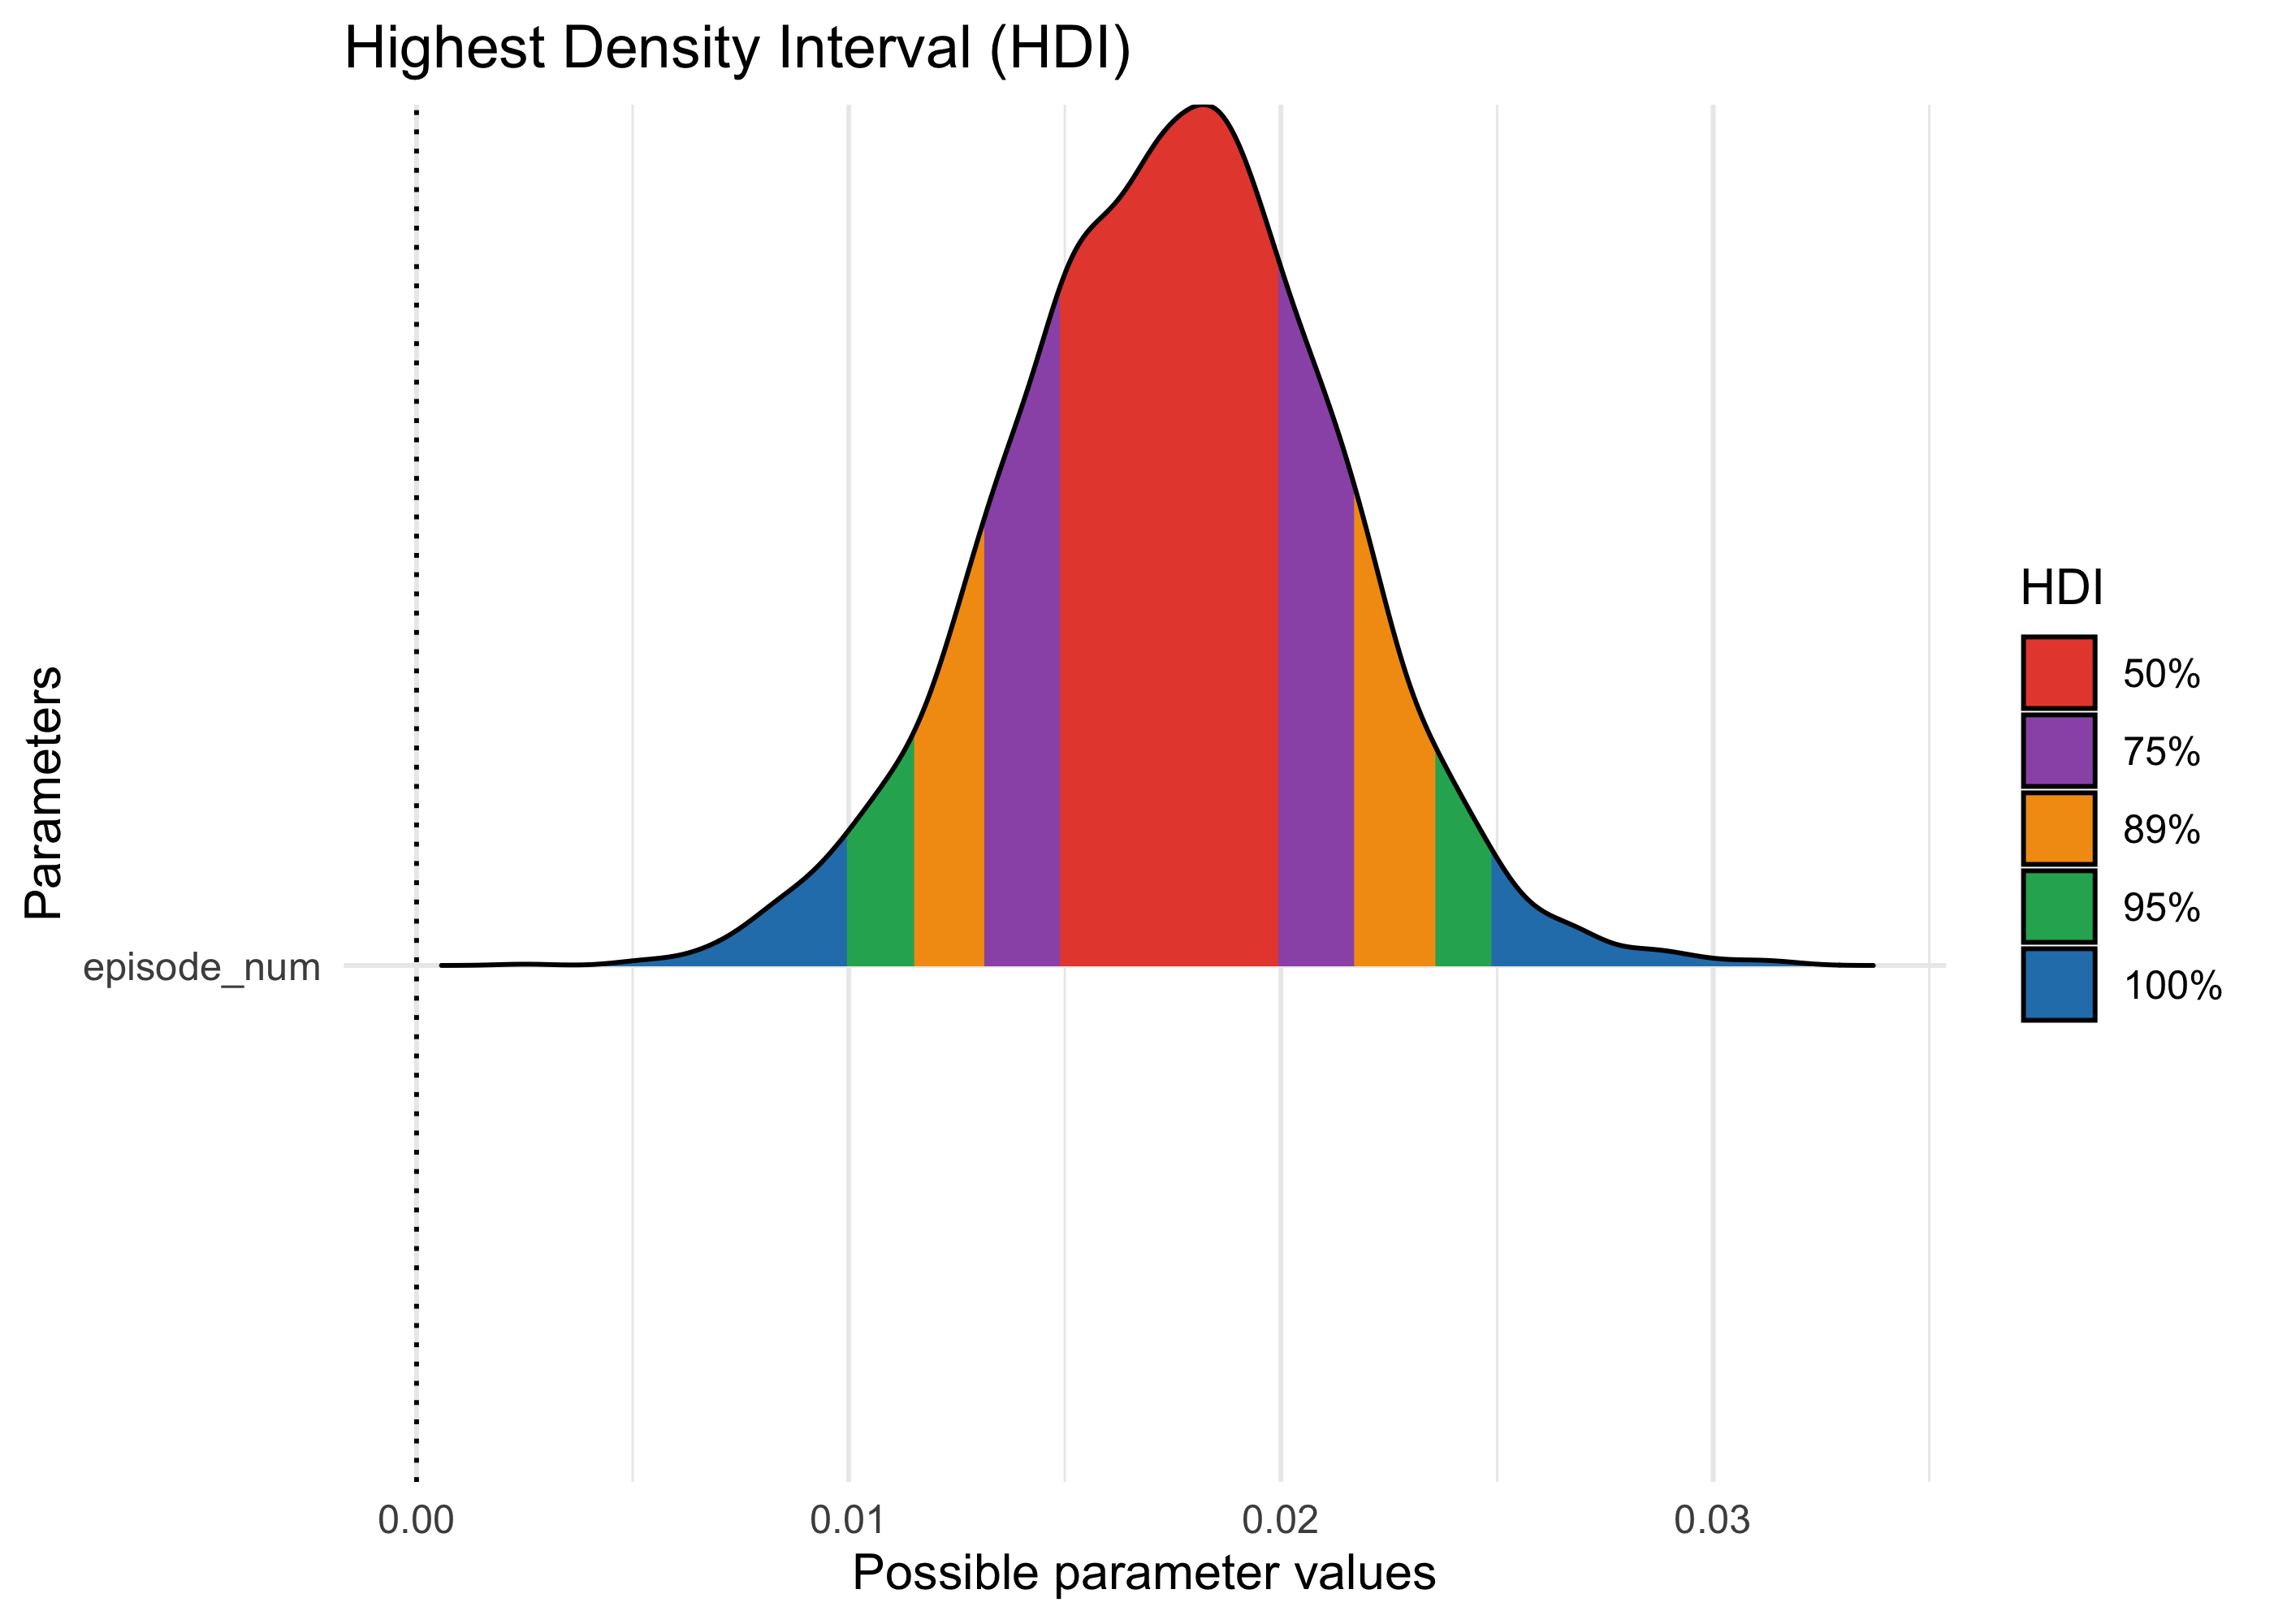 Highest Density Interval (HDI)
Parameters
episode_num
0.00
0.01
0.02
0.03
Possible parameter values
HDI
50%
75%
89%
95%
100%